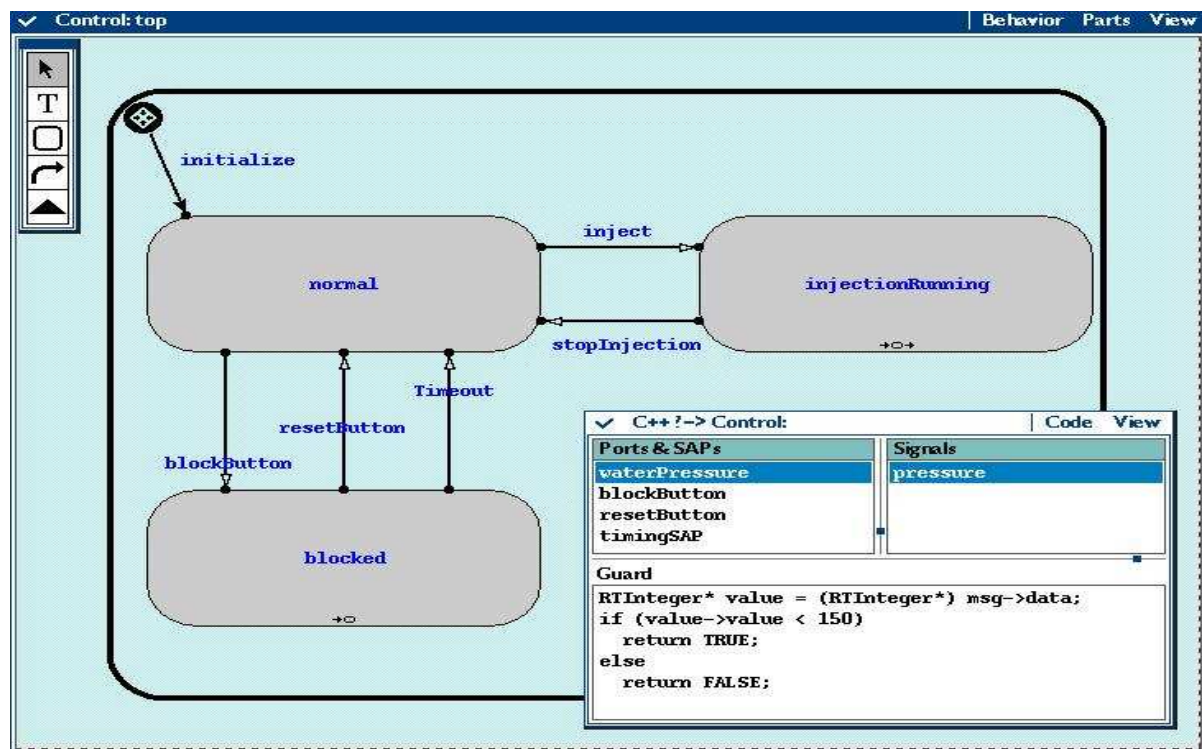 Control: top
Behavior Parts View
T
initialize
inject
normal
injectionRunning
stopInjection
Timeout
resetButton
blockButton
blocked
C++ ?-> Control:
Code View
Ports & SAPs
Signals
waterPressure
pressure
blockButton
resetButton
timingSAP
Guard
RTInteger* value = (RTInteger*) msg->data;
if (value->value < 150)
return TRUE;
else
return FALSE;